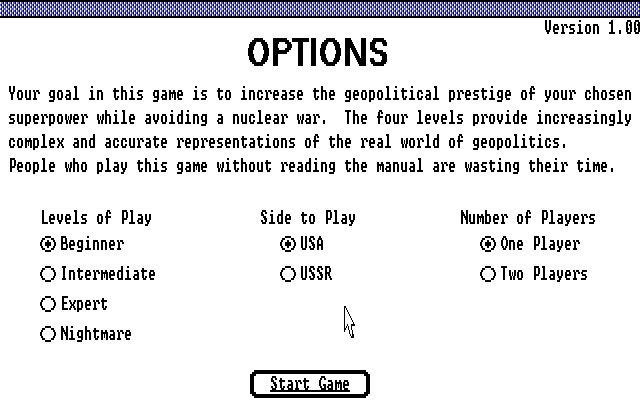 Version 1.00
OPTIONS
Your goal in this game is to increase the geopolitical prestige of your chosen
superpower while avoiding a nuclear war.  The four levels provide increasingly
complex and accurate representations of the real world of geopolitics.
People who play this game without reading the manual are wasting their time.
Levels of Play
Beginner
Intermediate
Expert
Nightmare
Side to Play
USA
USSR
Number of Players
One Player
Two Players
Start Game